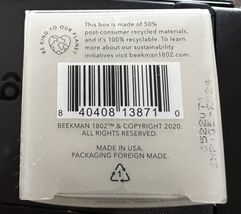 BE KIND TO OUR PLANET
This box is made of 50%
post-consumer recycled materials,
and it's 100% recyclable. To learn
more about our sustainability
initiatives visit beekman1802.com
8 40408 13871 0
BEEKMAN 1802™ & COPYRIGHT 2020.
ALL RIGHTS RESERVED.
MADE IN USA.
PACKAGING FOREIGN MADE.
1